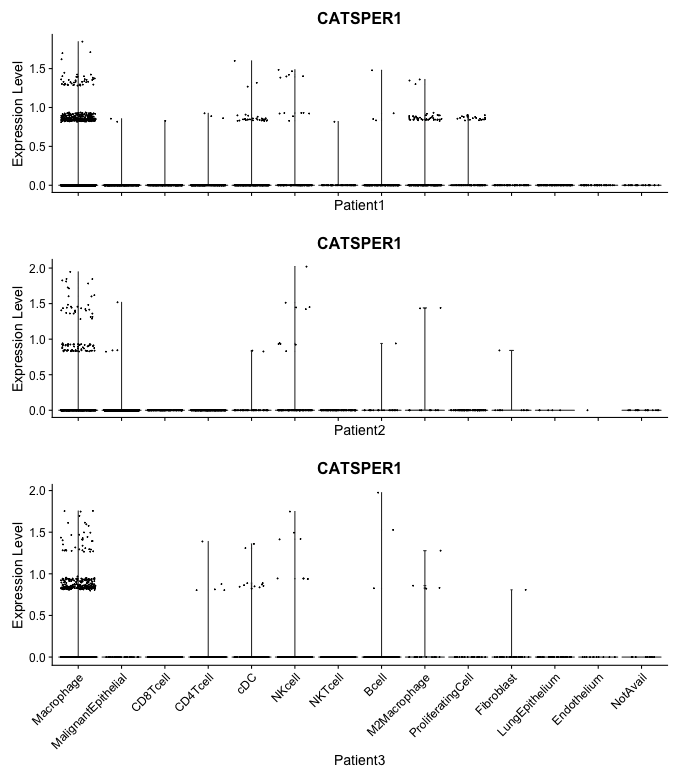 CATSPER1
Expression Level
1.5
1.0
0.5
0.0
Patient1
CATSPER1
Expression Level
2.0
1.5
1.0
0.5
0.0
Patient2
CATSPER1
Expression Level
2.0
1.5
1.0
0.5
0.0
Macrophage
MalignantEpithelial
CD8Tcell
CD4Tcell
cDC
NKcell
NKTcell
Bcell
M2Macrophage
ProliferatingCell
Fibroblast
LungEpithelium
Endothelium
NotAvail
Patient3